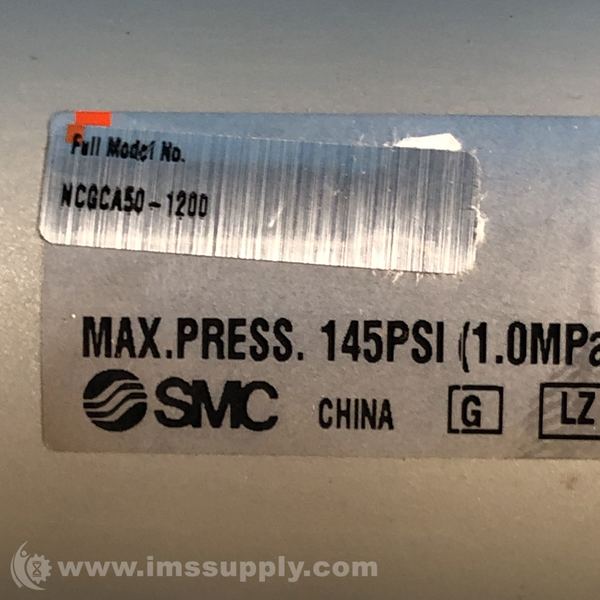 Full Model No.
NCGCA50-1200
MAX.PRESS. 145PSI (1.0MPa
SMC CHINA G LZ
www.imssupply.com